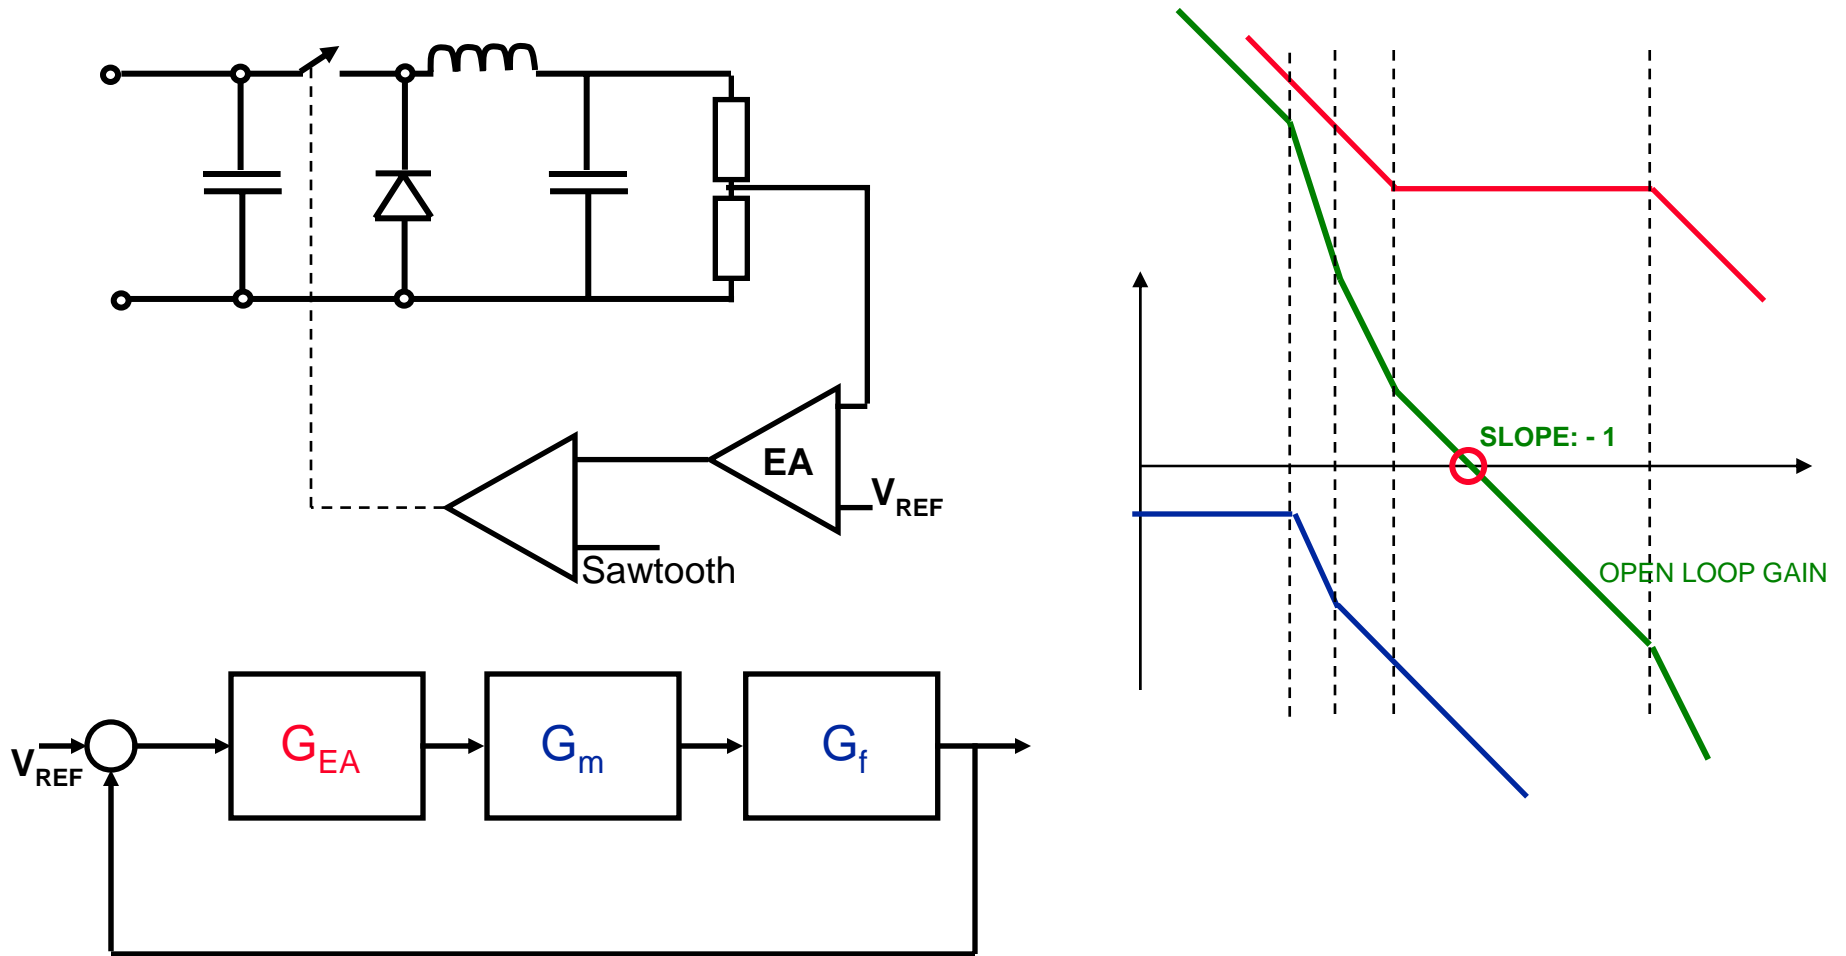 SLOPE: - 1
EA
VREF
Sawtooth
OPEN LOOP GAIN
VREF
GEA
Gm
Gf